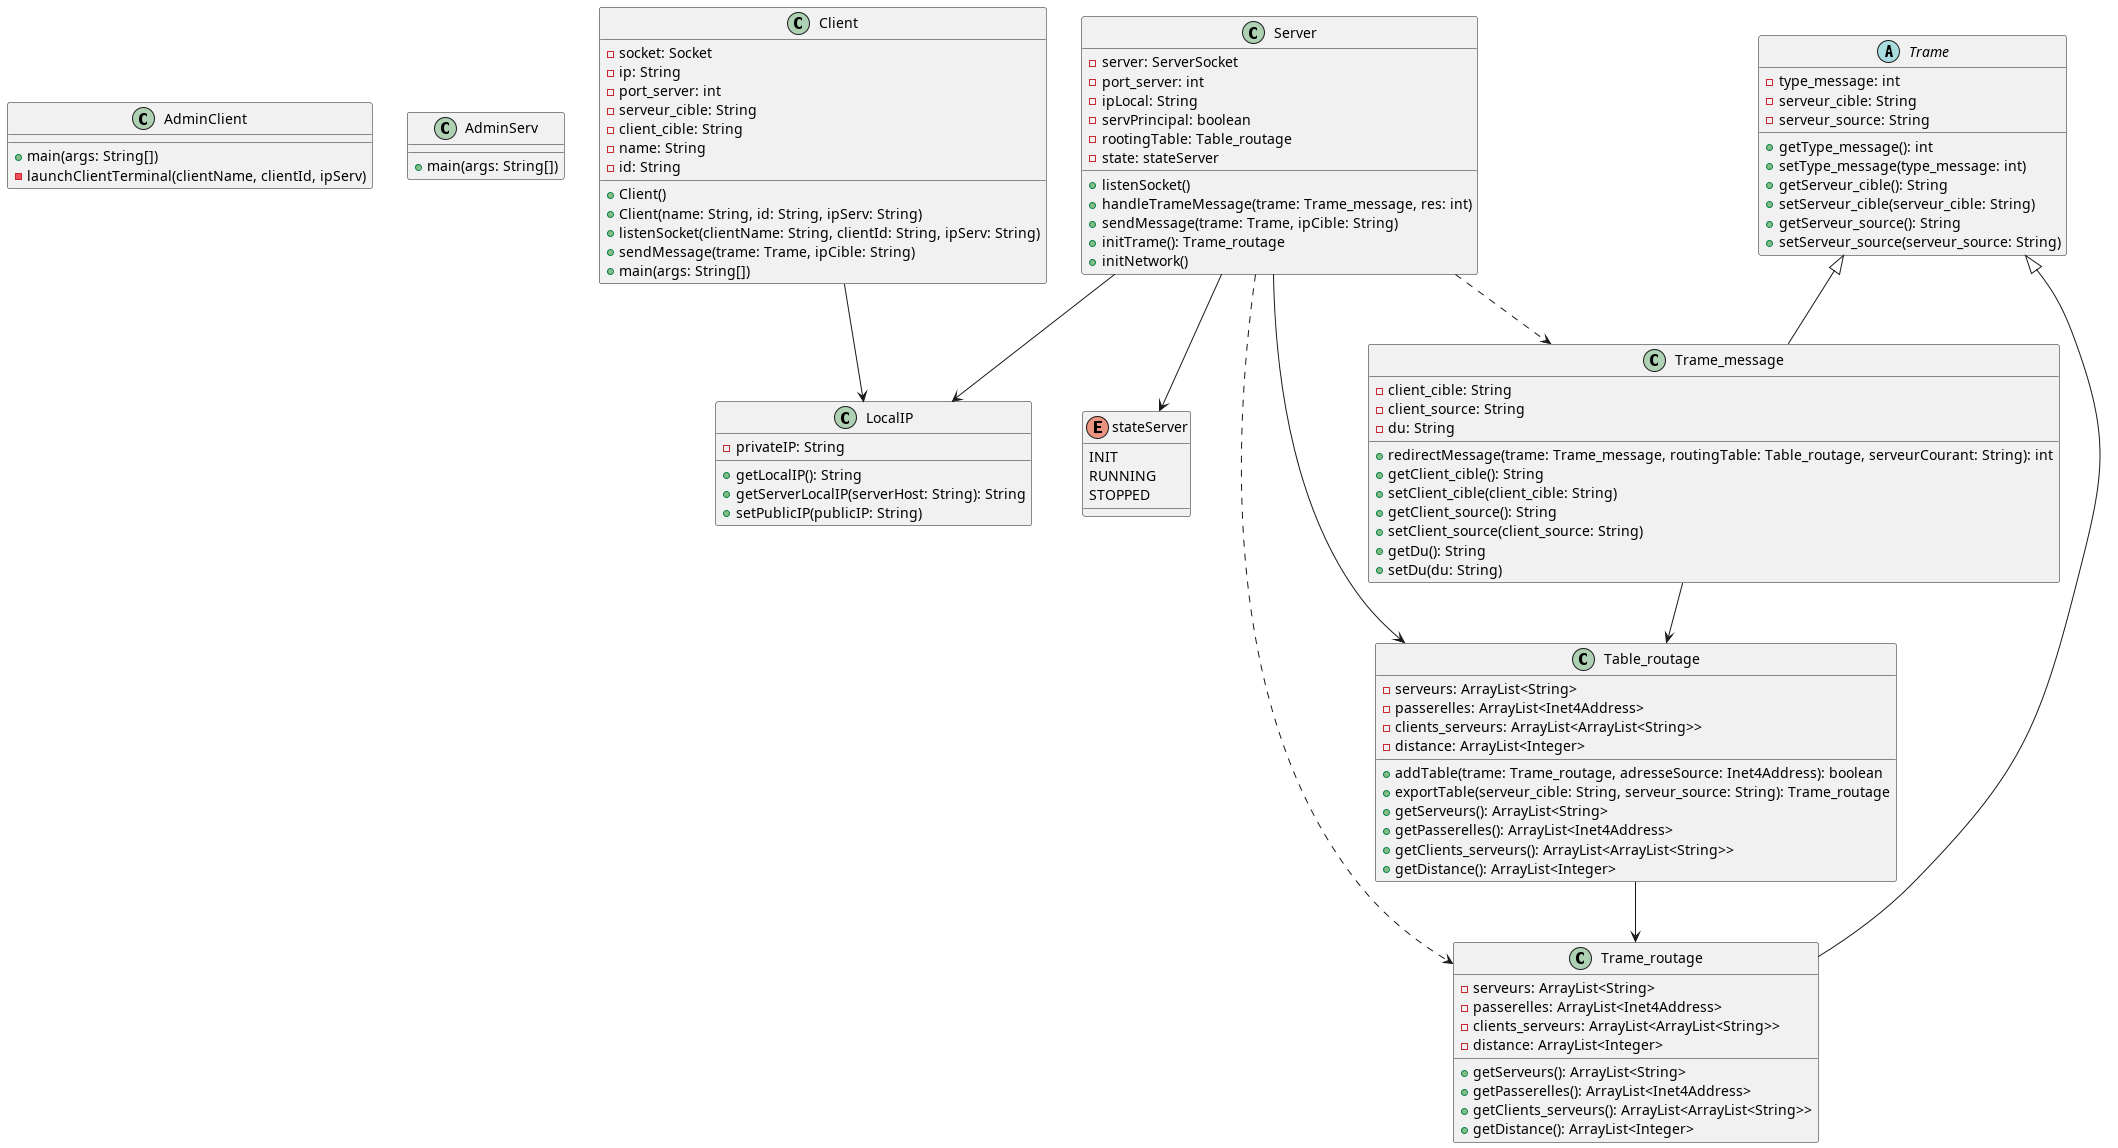 AdminClient
main(args: String[])
launchClientTerminal(clientName, clientId, ipServ)
AdminServ
main(args: String[])
Client
socket: Socket
ip: String
port_server: int
serveur_cible: String
client_cible: String
name: String
id: String
Client()
Client(name: String, id: String, ipServ: String)
listenSocket(clientName: String, clientId: String, ipServ: String)
sendMessage(trame: Trame, ipCible: String)
main(args: String[])
Server
server: ServerSocket
port_server: int
ipLocal: String
servPrincipal: boolean
rootingTable: Table_routage
state: stateServer
listenSocket()
handleTrameMessage(trame: Trame_message, res: int)
sendMessage(trame: Trame, ipCible: String)
initTrame(): Trame_routage
initNetwork()
Trame
type_message: int
serveur_cible: String
serveur_source: String
getType_message(): int
setType_message(type_message: int)
getServeur_cible(): String
setServeur_cible(serveur_cible: String)
getServeur_source(): String
setServeur_source(serveur_source: String)
LocalIP
privateIP: String
getLocalIP(): String
getServerLocalIP(serverHost: String): String
setPublicIP(publicIP: String)
stateServer
INIT
RUNNING
STOPPED
Trame_message
client_cible: String
client_source: String
du: String
redirectMessage(trame: Trame_message, routingTable: Table_routage, serveurCourant: String): int
getClient_cible(): String
setClient_cible(client_cible: String)
getClient_source(): String
setClient_source(client_source: String)
getDu(): String
setDu(du: String)
Table_routage
serveurs: ArrayList<String>
passerelles: ArrayList<Inet4Address>
clients_serveurs: ArrayList<ArrayList<String>>
distance: ArrayList<Integer>
addTable(trame: Trame_routage, adresseSource: Inet4Address): boolean
exportTable(serveur_cible: String, serveur_source: String): Trame_routage
getServeurs(): ArrayList<String>
getPasserelles(): ArrayList<Inet4Address>
getClients_serveurs(): ArrayList<ArrayList<String>>
getDistance(): ArrayList<Integer>
Trame_routage
serveurs: ArrayList<String>
passerelles: ArrayList<Inet4Address>
clients_serveurs: ArrayList<ArrayList<String>>
distance: ArrayList<Integer>
getServeurs(): ArrayList<String>
getPasserelles(): ArrayList<Inet4Address>
getClients_serveurs(): ArrayList<ArrayList<String>>
getDistance(): ArrayList<Integer>